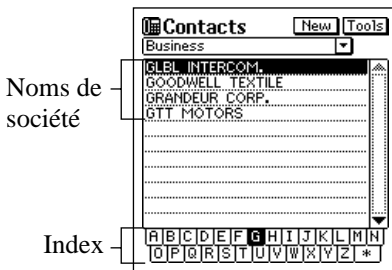 Contacts New Tools
Business
GLBL INTERCOM.
GOODWELL TEXTILE
GRANDEUR CORP.
GTT MOTORS
Noms de
société
Index
A B C D E F G H I J K L M N
O P Q R S T U V W X Y Z *